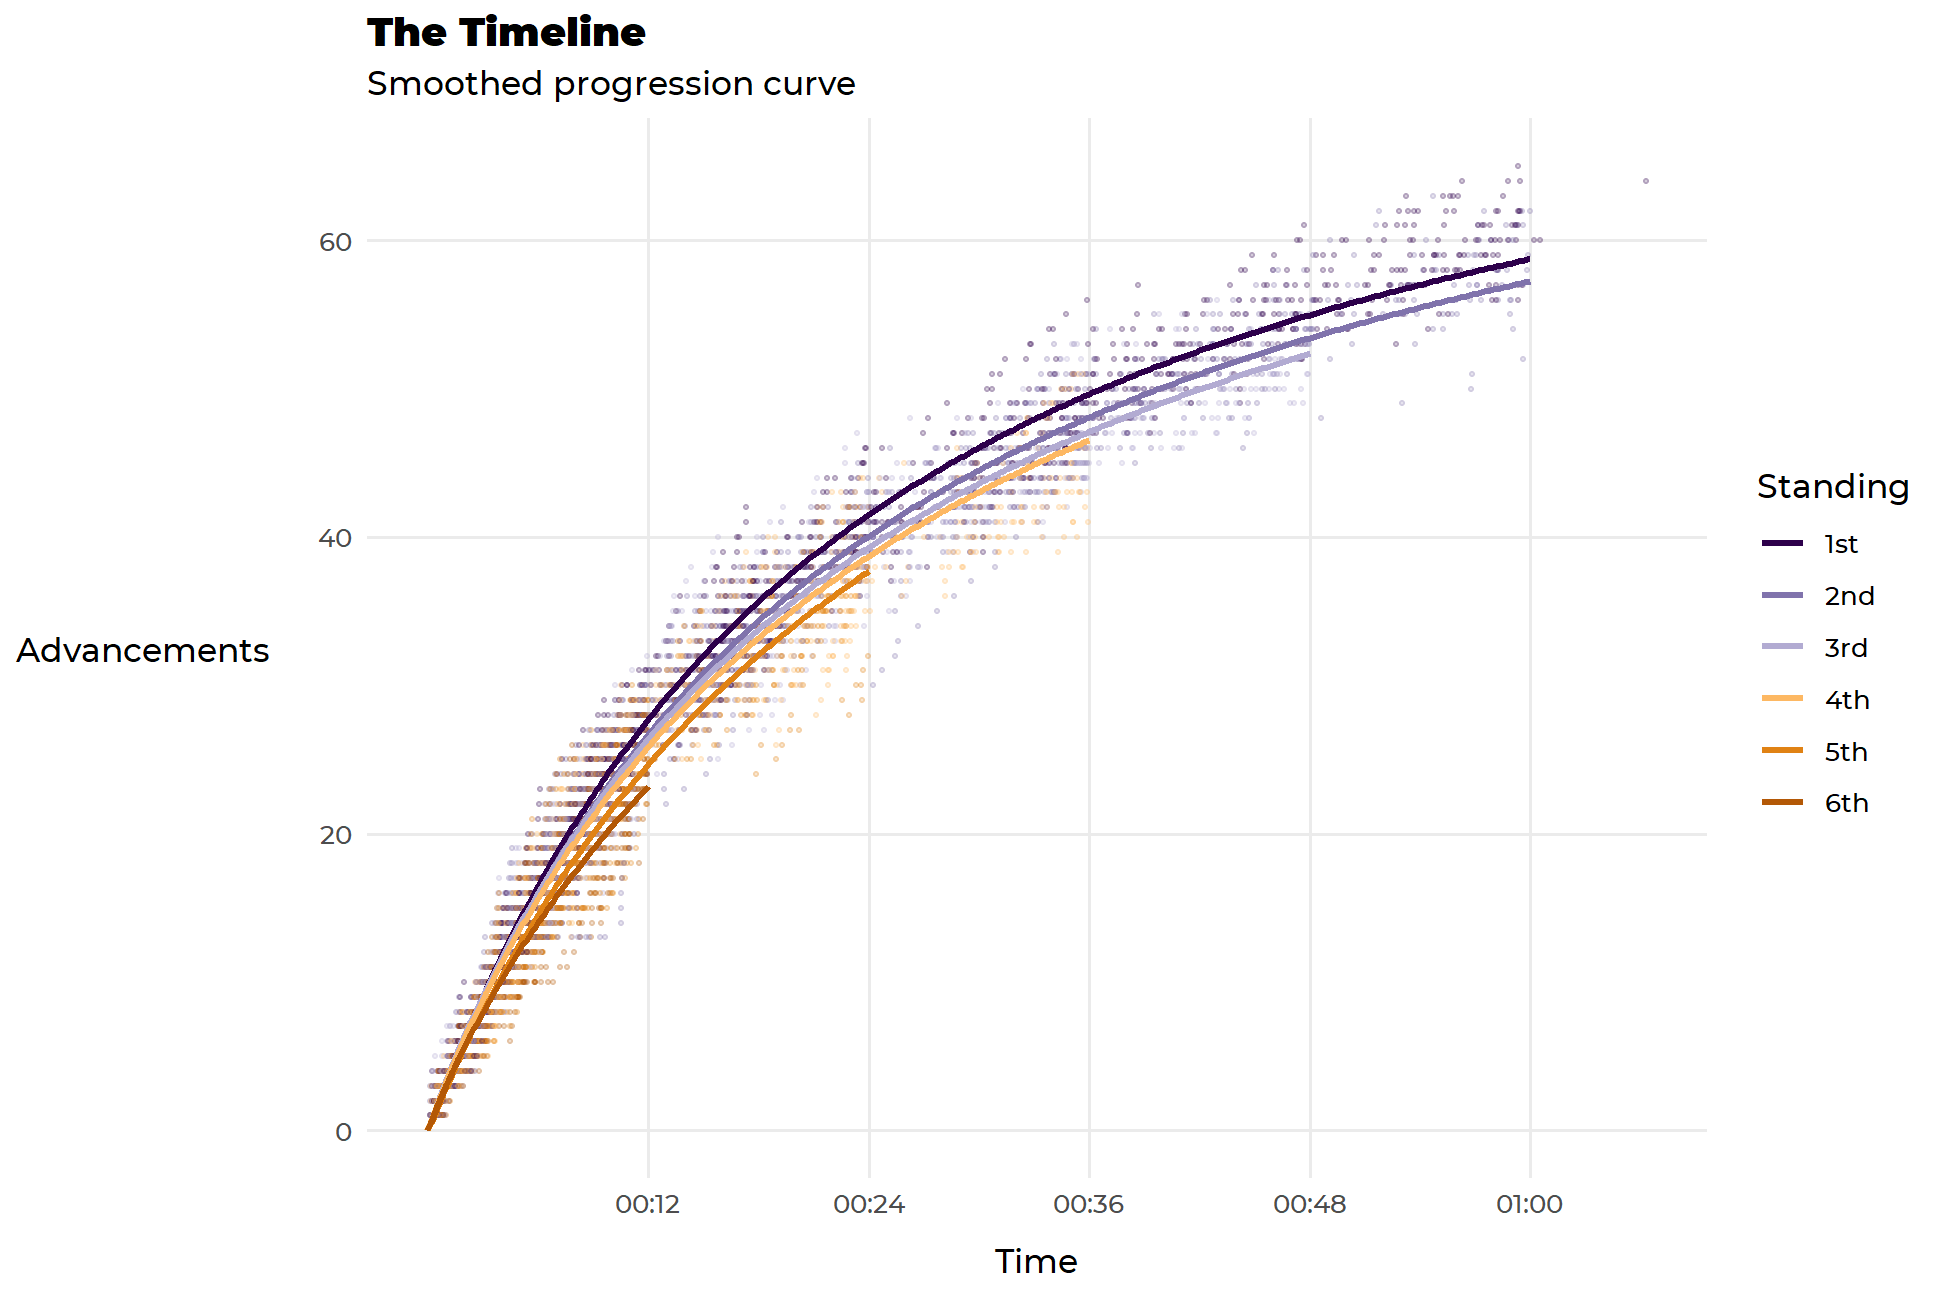 The Timeline
Smoothed progression curve
60
40
20
0
Advancements
00:12 00:24 00:36 00:48 01:00
Time
Standing
1st
2nd
3rd
4th
5th
6th